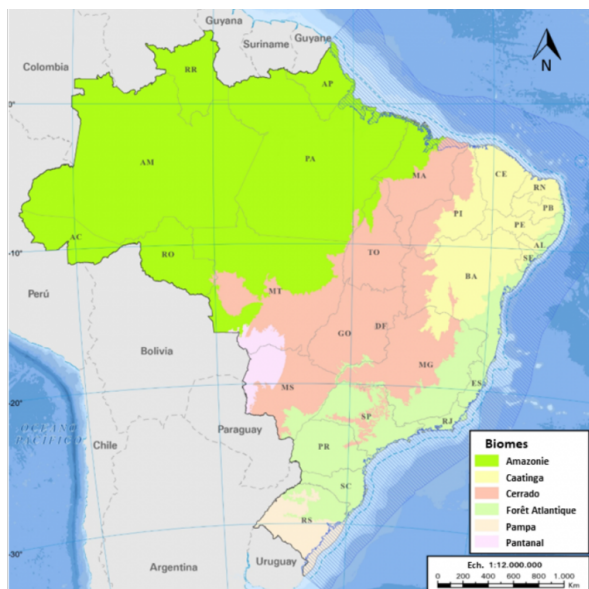 Guyana
Suriname
Guyane
Colombia
N
RR
AP
0°
AM
PA
MA
CE
RN
PB
PI
PE
AL
SE
AC
RO
TO
BA
-10°
Perú
MT
GO
DF
Bolivia
MG
MS
ES
-20°
SP
RJ
OCEANO
PACÍFICO
Paraguay
Chile
PR
SC
RS
-30°
Argentina
Uruguay
Biomes
Amazonie
Caatinga
Cerrado
Forêt Atlantique
Pampa
Pantanal
Ech. 1:12.000.000
0 200 400 600 800 1.000
Km